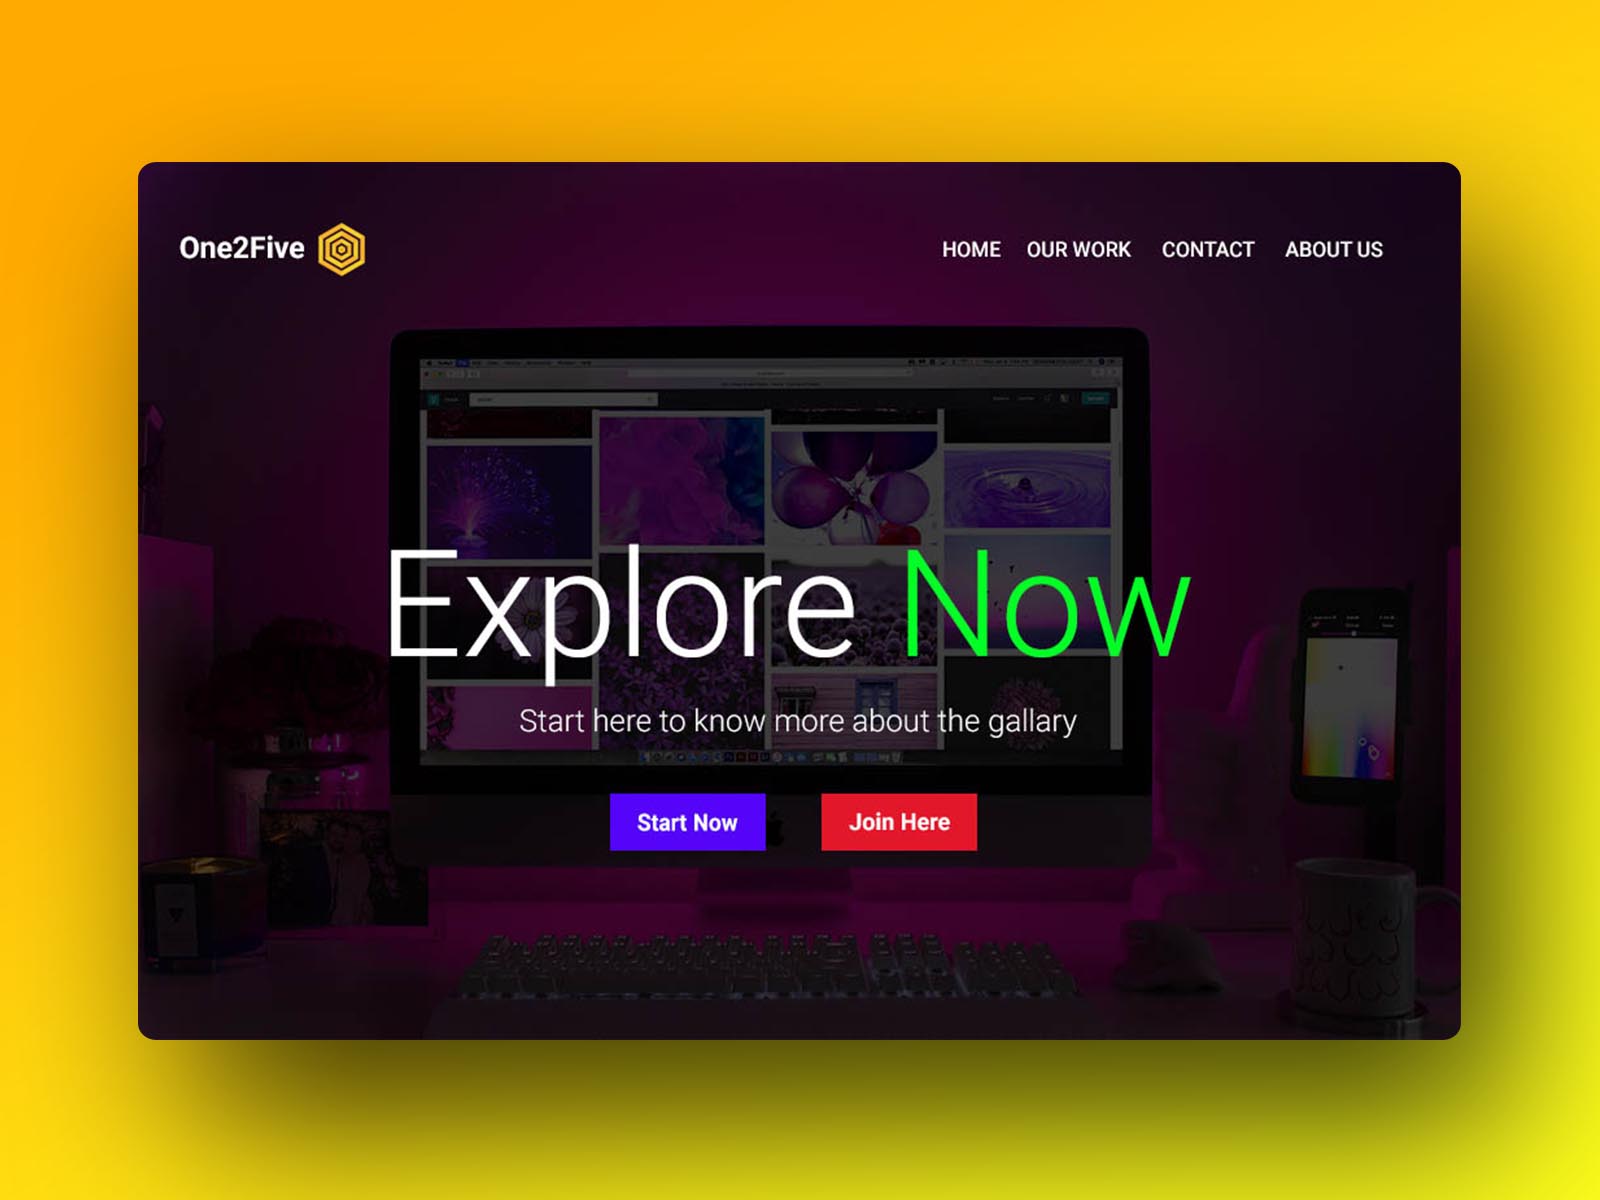 One2Five
HOME OUR WORK CONTACT ABOUT US
Explore Now
Start here to know more about the gallary
Start Now
Join Here